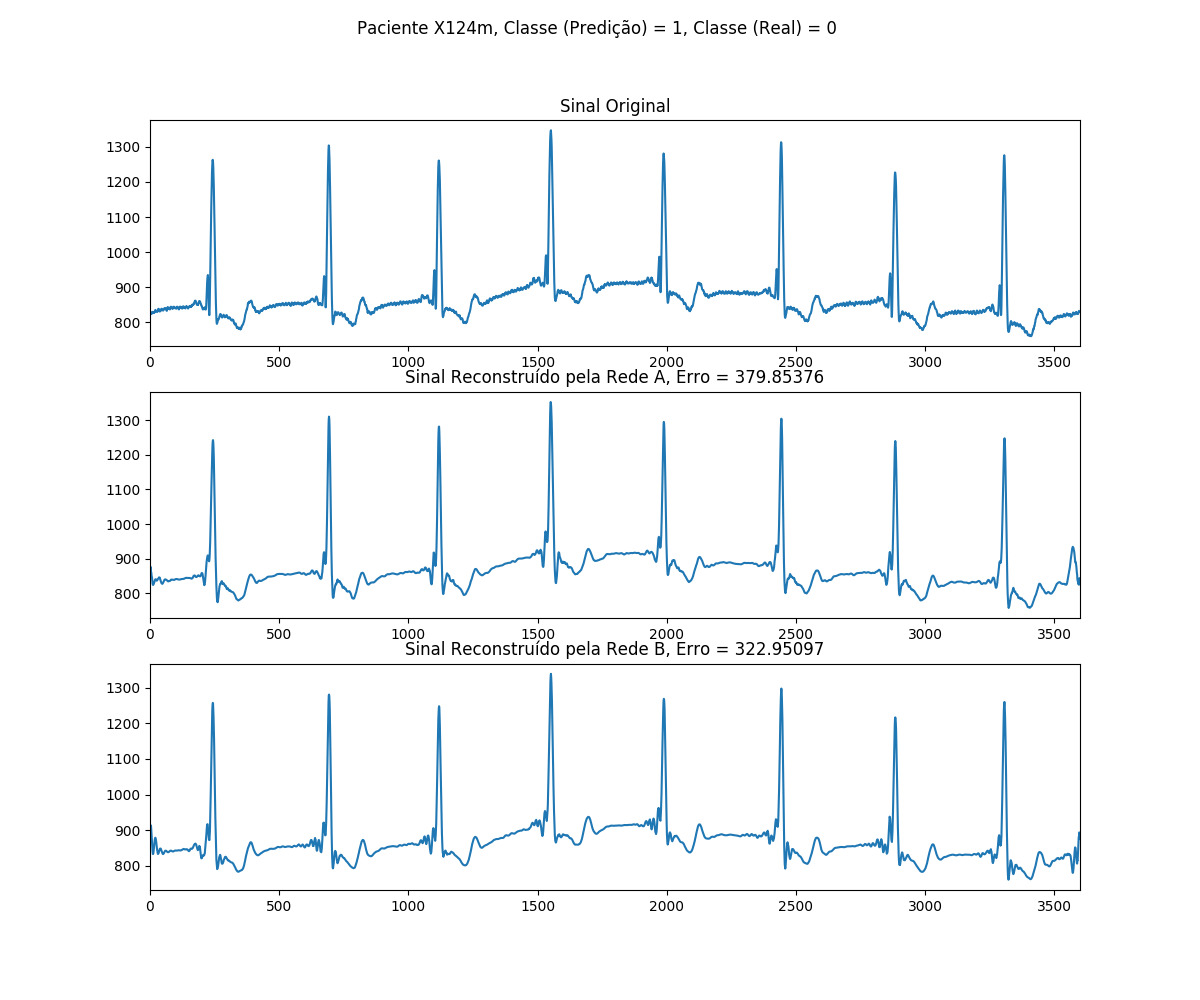 Paciente X124m, Classe (Predição) = 1, Classe (Real) = 0
Sinal Original
1300
1200
1100
1000
900
800
0 500 1000 1500 2000 2500 3000 3500
Sinal Reconstruído pela Rede A, Erro = 379.85376
1300
1200
1100
1000
900
800
0 500 1000 1500 2000 2500 3000 3500
Sinal Reconstruído pela Rede B, Erro = 322.95097
1300
1200
1100
1000
900
800
0 500 1000 1500 2000 2500 3000 3500